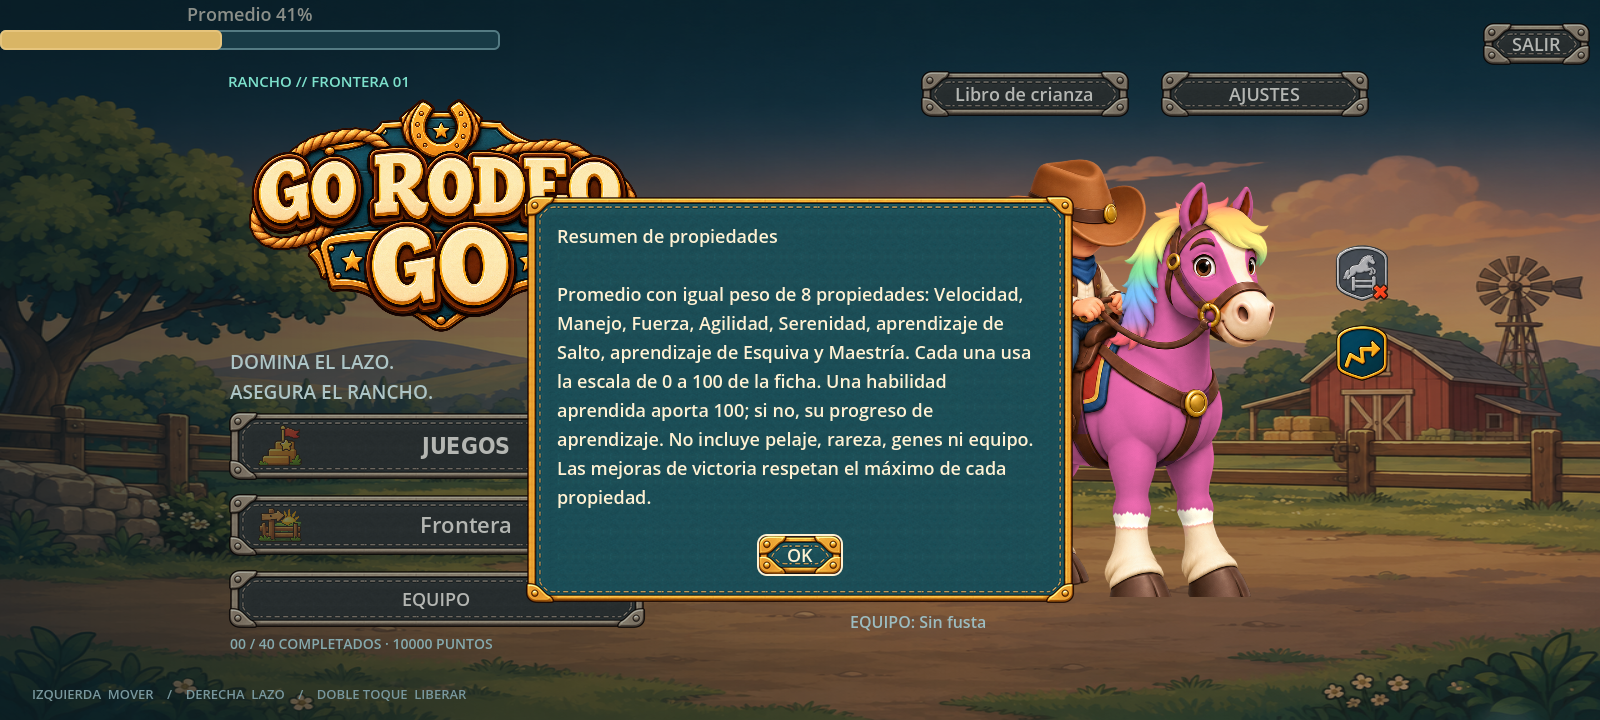 Promedio 41%
SALIR
RANCHO // FRONTERA 01
Libro de crianza
AJUSTES
GO RODEO
GO
Resumen de propiedades
Promedio con igual peso de 8 propiedades: Velocidad,
Manejo, Fuerza, Agilidad, Serenidad, aprendizaje de
Salto, aprendizaje de Esquiva y Maestría. Cada una usa
la escala de 0 a 100 de la ficha. Una habilidad
aprendida aporta 100; si no, su progreso de
aprendizaje. No incluye pelaje, rareza, genes ni equipo.
Las mejoras de victoria respetan el máximo de cada
propiedad.
OK
DOMINA EL LAZO.
ASEGURA EL RANCHO.
JUEGOS
Frontera
EQUIPO
EQUIPO: Sin fusta
00 / 40 COMPLETADOS · 10000 PUNTOS
IZQUIERDA MOVER / DERECHA LAZO / DOBLE TOQUE LIBERAR